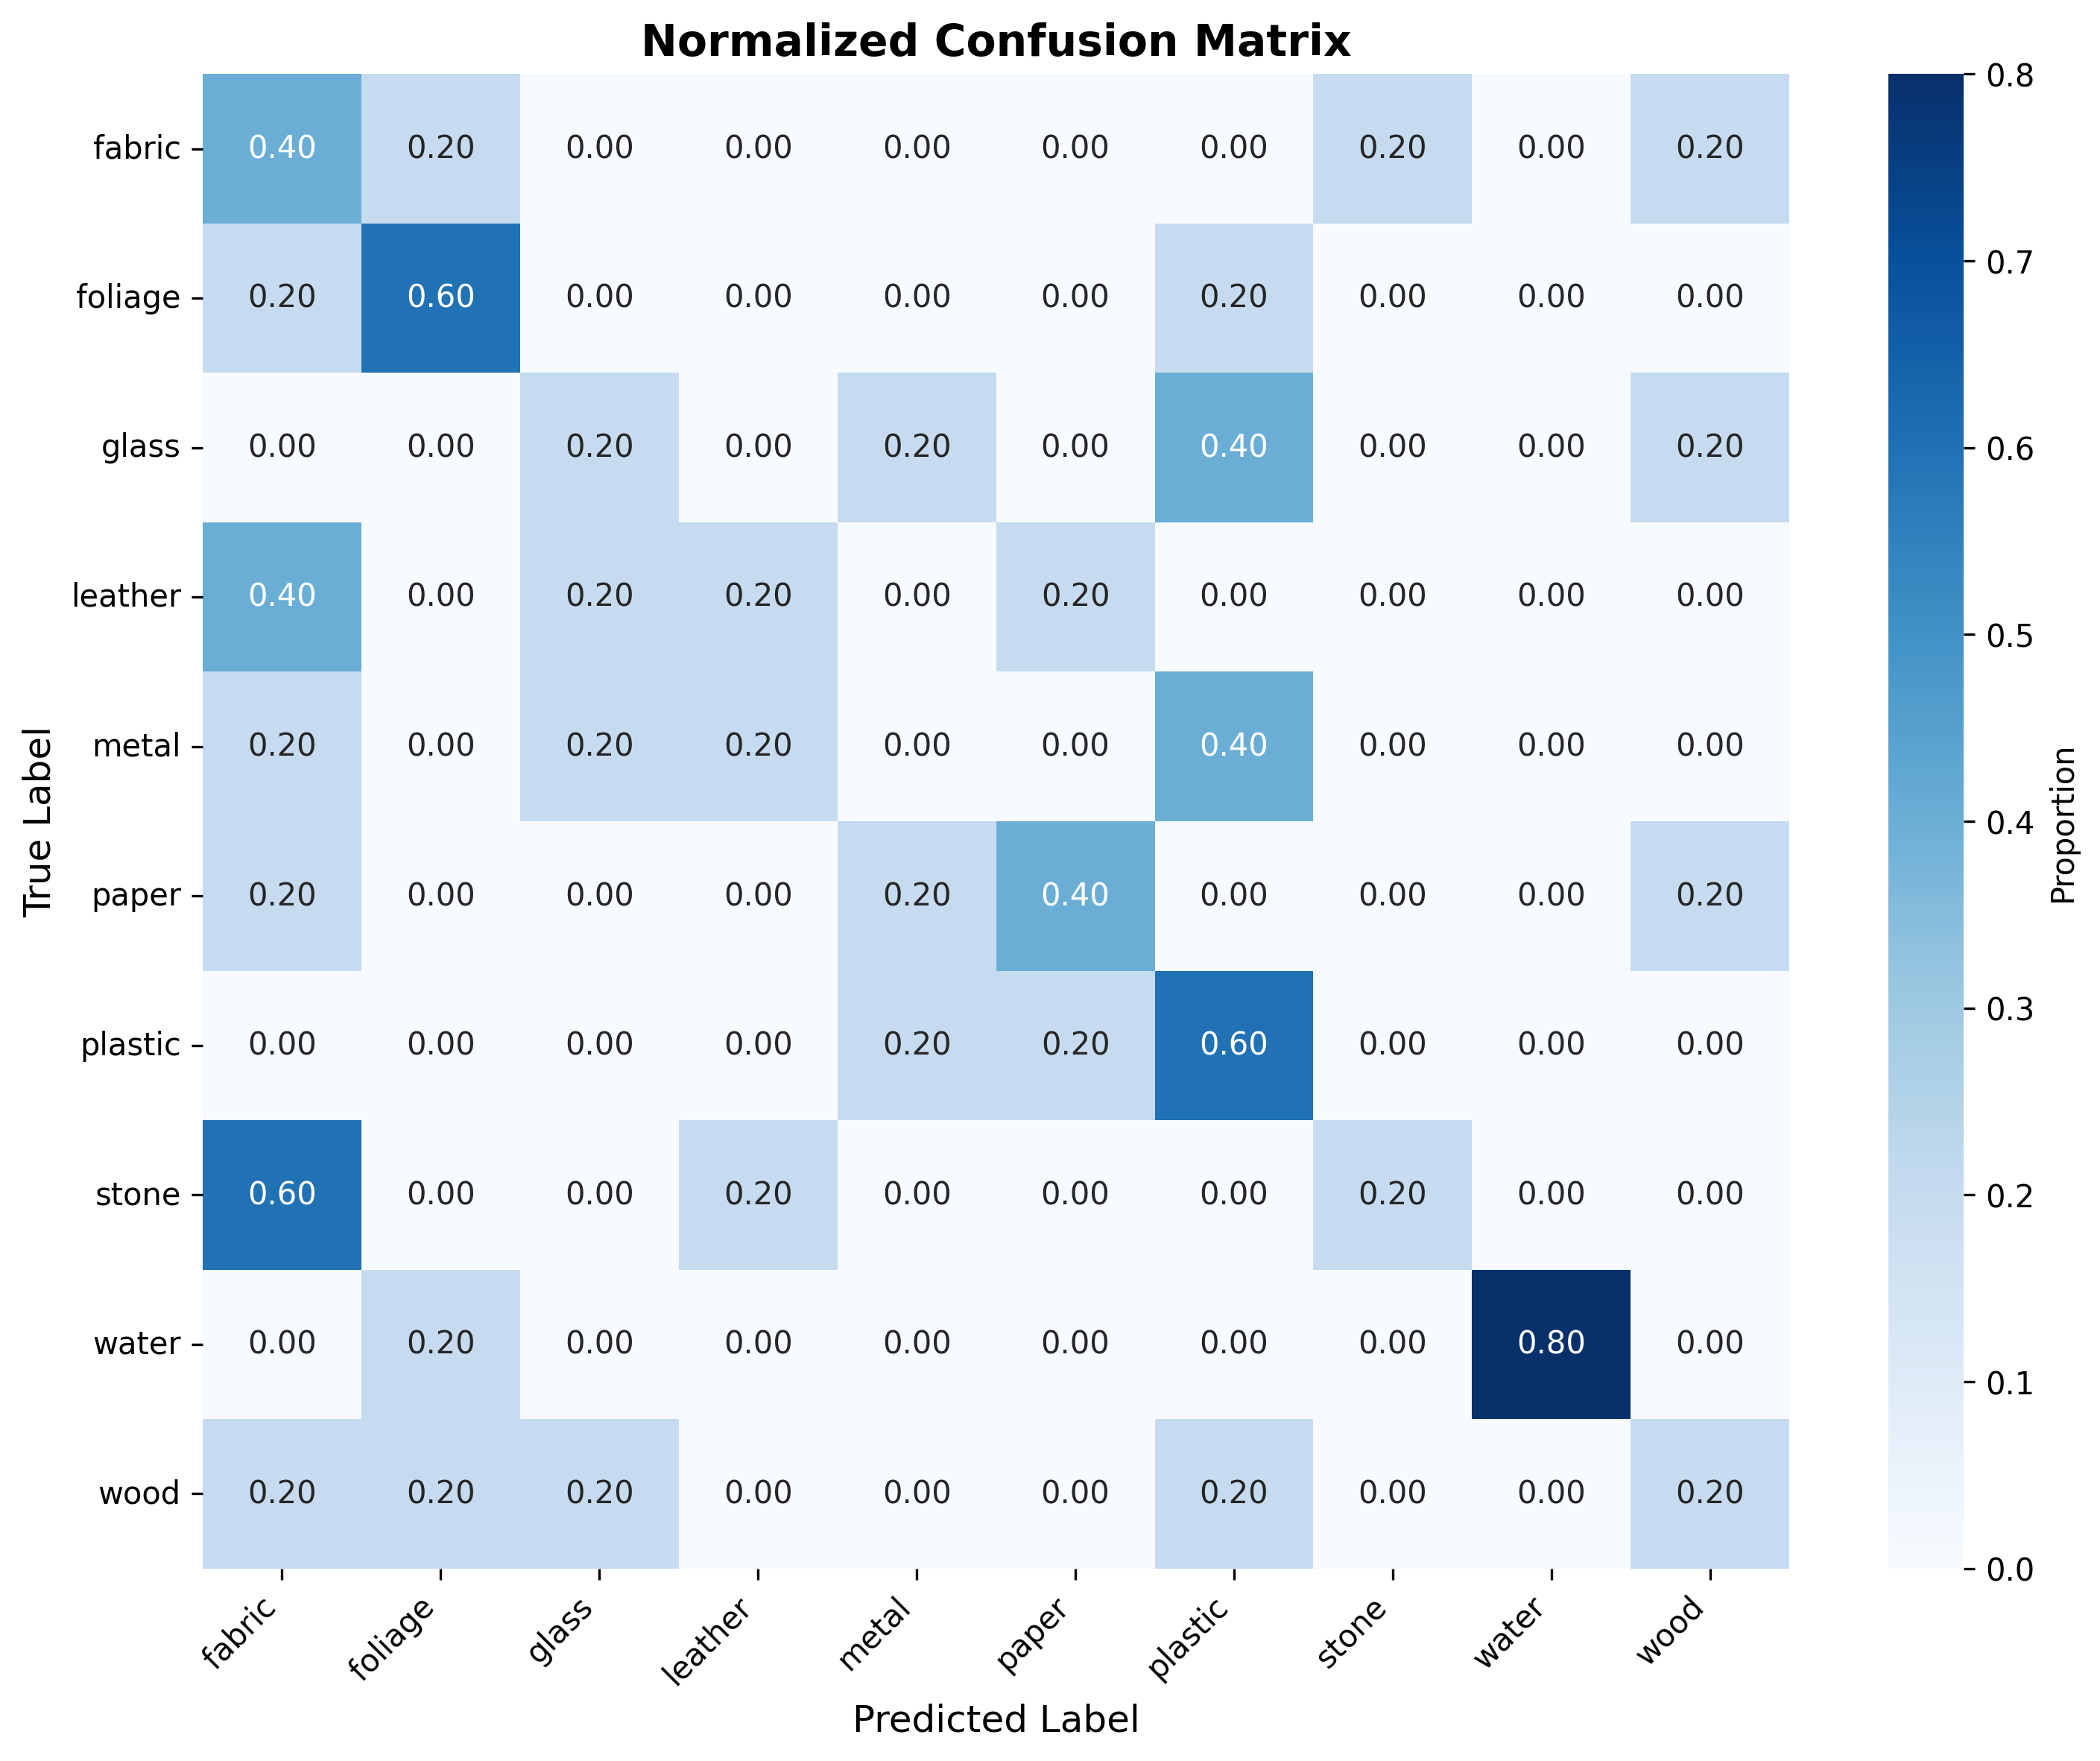 Normalized Confusion Matrix
fabric 0.40 0.20 0.00 0.00 0.00 0.00 0.00 0.20 0.00 0.20
foliage 0.20 0.60 0.00 0.00 0.00 0.00 0.20 0.00 0.00 0.00
glass 0.00 0.00 0.20 0.00 0.20 0.00 0.40 0.00 0.00 0.20
leather 0.40 0.00 0.20 0.20 0.00 0.20 0.00 0.00 0.00 0.00
metal 0.20 0.00 0.20 0.20 0.00 0.00 0.40 0.00 0.00 0.00
paper 0.20 0.00 0.00 0.00 0.20 0.40 0.00 0.00 0.00 0.20
plastic 0.00 0.00 0.00 0.00 0.20 0.20 0.60 0.00 0.00 0.00
stone 0.60 0.00 0.00 0.20 0.00 0.00 0.00 0.20 0.00 0.00
water 0.00 0.20 0.00 0.00 0.00 0.00 0.00 0.00 0.80 0.00
wood 0.20 0.20 0.20 0.00 0.00 0.00 0.20 0.00 0.00 0.20
fabric foliage glass leather metal paper plastic stone water wood
Predicted Label
True Label
0.8
0.7
0.6
0.5
0.4
0.3
0.2
0.1
0.0
Proportion